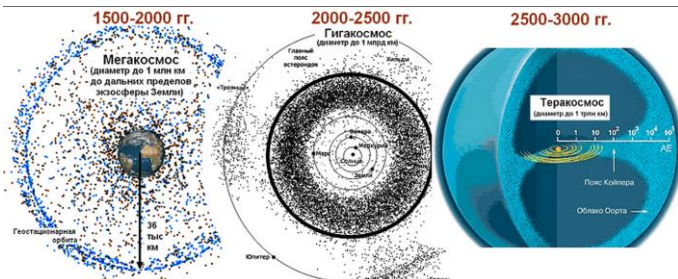 1500-2000 гг.
Мегакосмос
(диаметр до 1 млн км
- до дальних пределов
экзосферы Земли)
Геостационарная
орбита
36
тыс
км
2000-2500 гг.
Гигакосмос
(диаметр до 1 млрд км)
Главный
пояс
астероидов
Хильды
«Троянцы»
Венера
Меркурий
Марс
Солнце
Земля
Юпитер
2500-3000 гг.
Теракосмос
(диаметр до 1 трлн км)
0 1 10 10² 10³ 10⁴ 10⁵
АЕ
Пояс Койпера
Облако Оорта